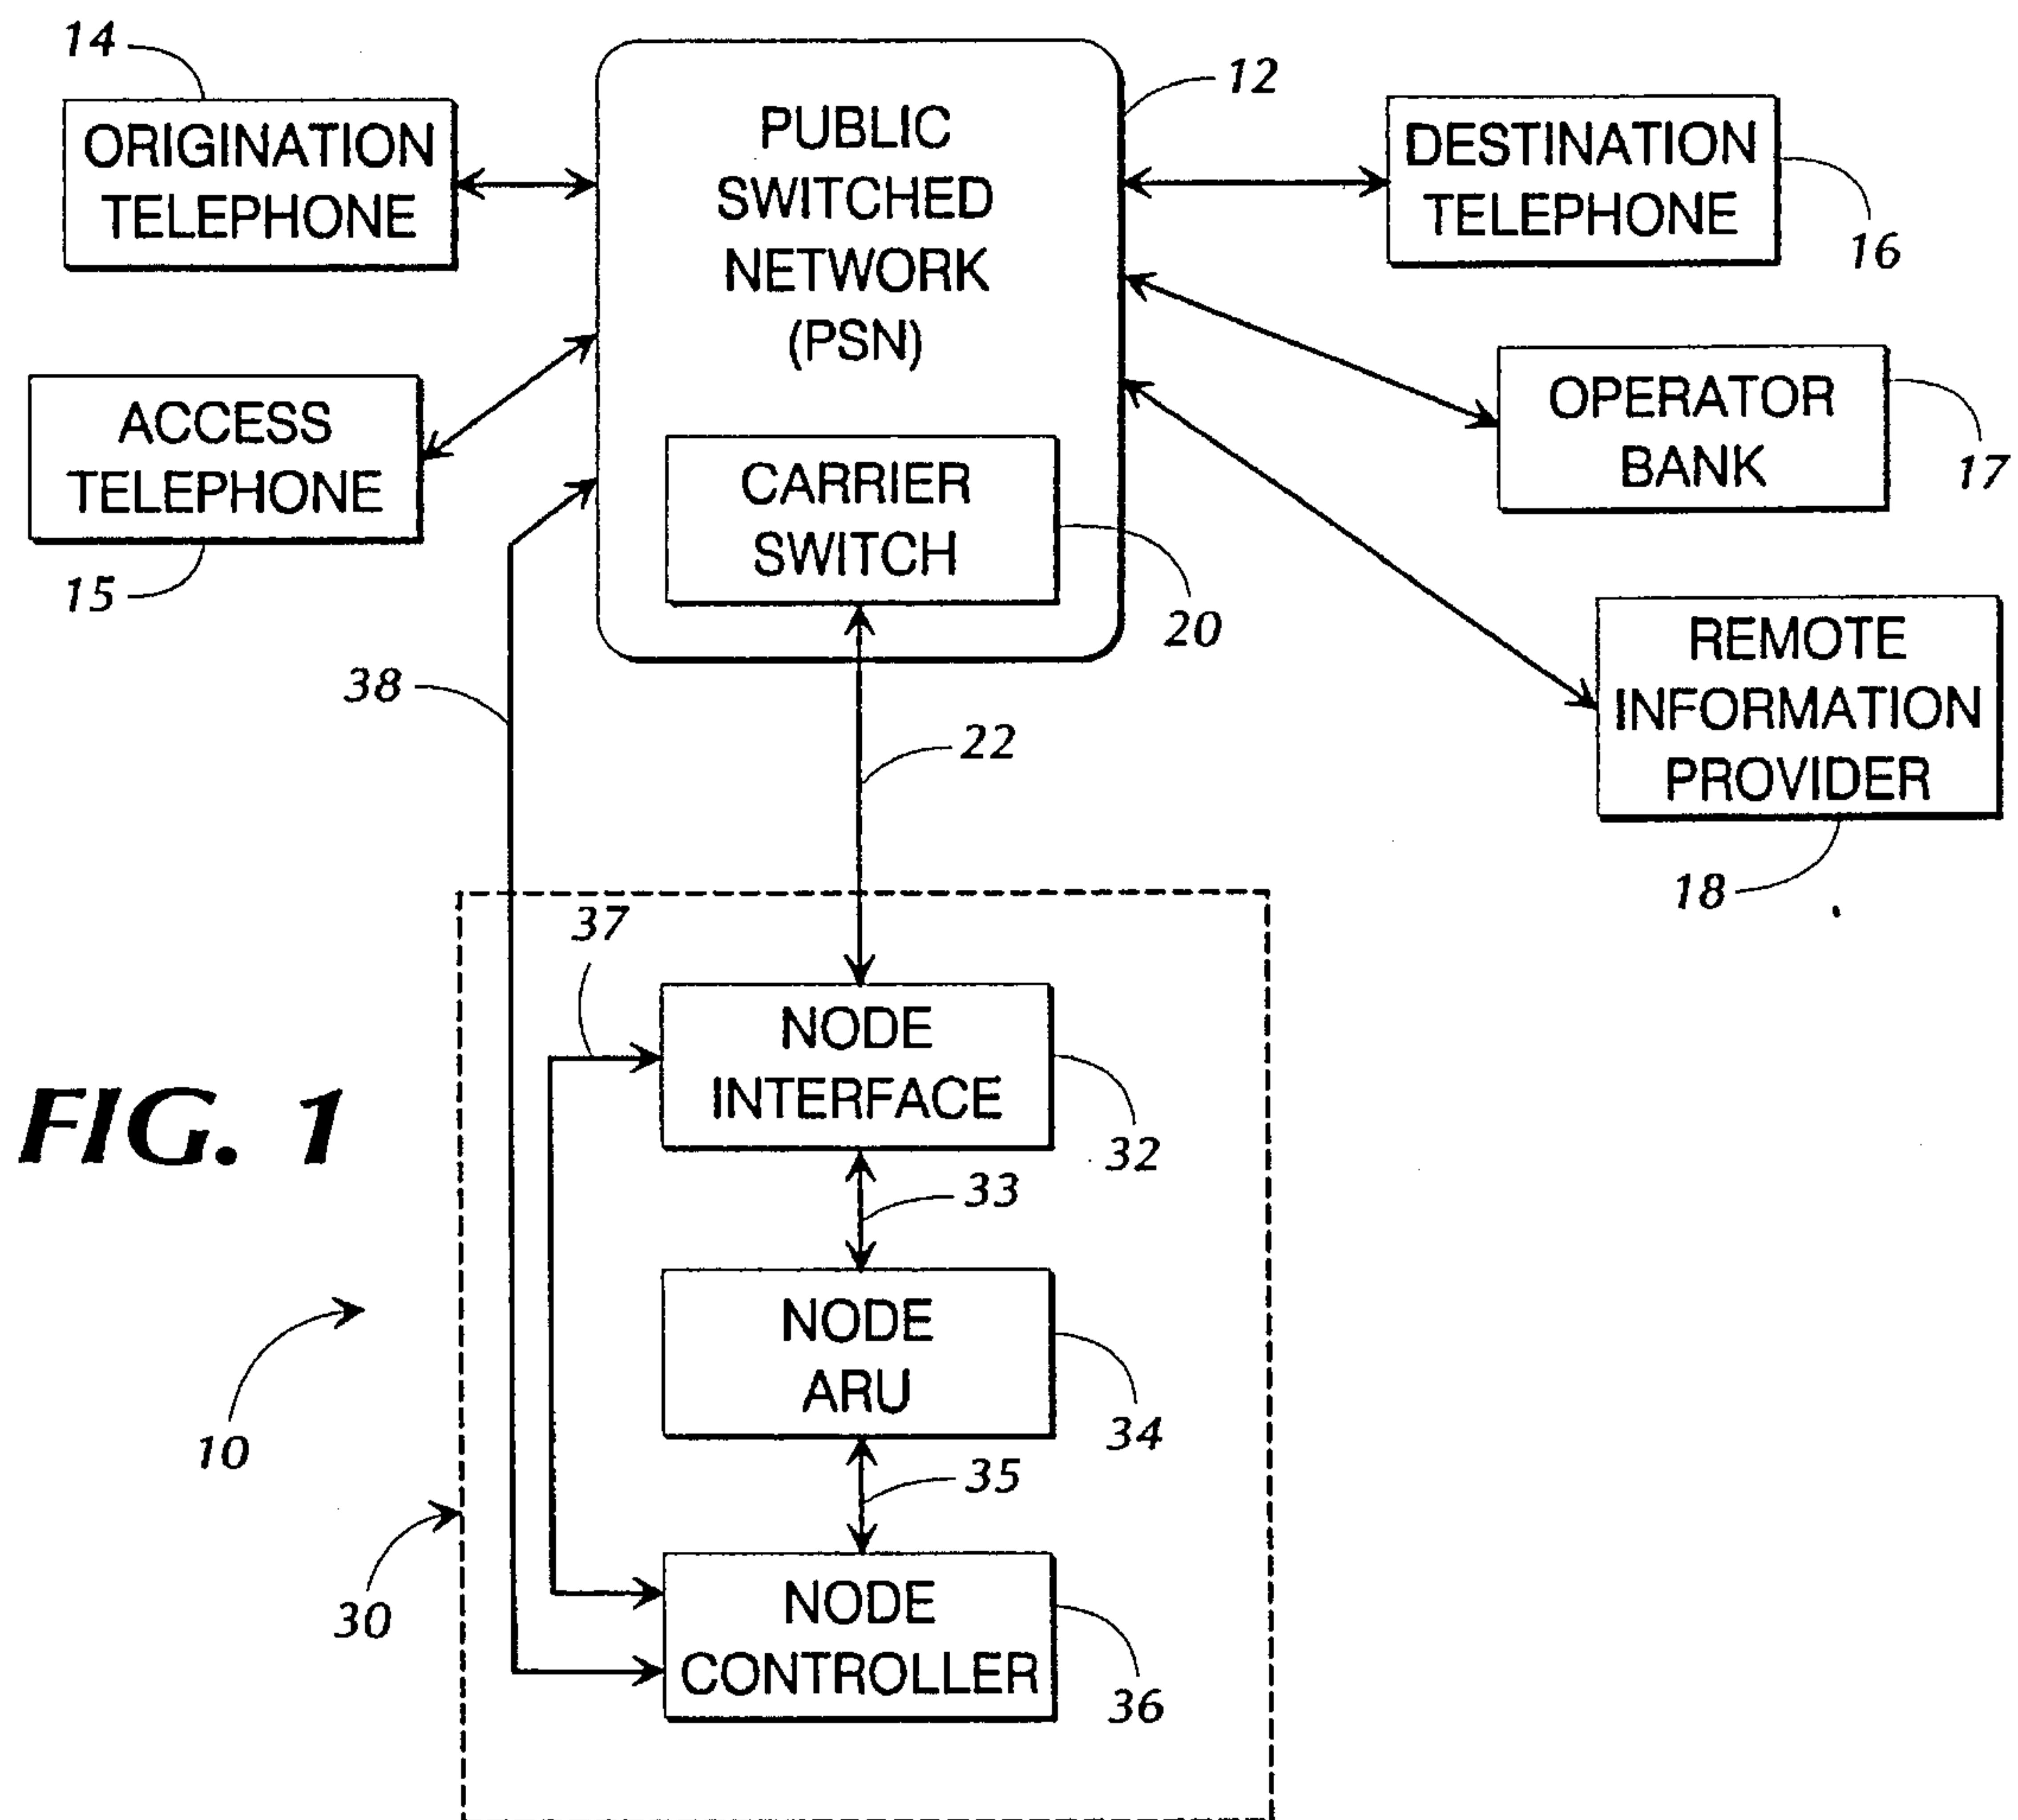 14
ORIGINATION
TELEPHONE
PUBLIC
SWITCHED
NETWORK
(PSN)
12
DESTINATION
TELEPHONE
16
ACCESS
TELEPHONE
15
CARRIER
SWITCH
20
OPERATOR
BANK
17
REMOTE
INFORMATION
PROVIDER
18
38
22
37
NODE
INTERFACE
32
FIG. 1
33
NODE
ARU
34
10
35
30
NODE
CONTROLLER
36